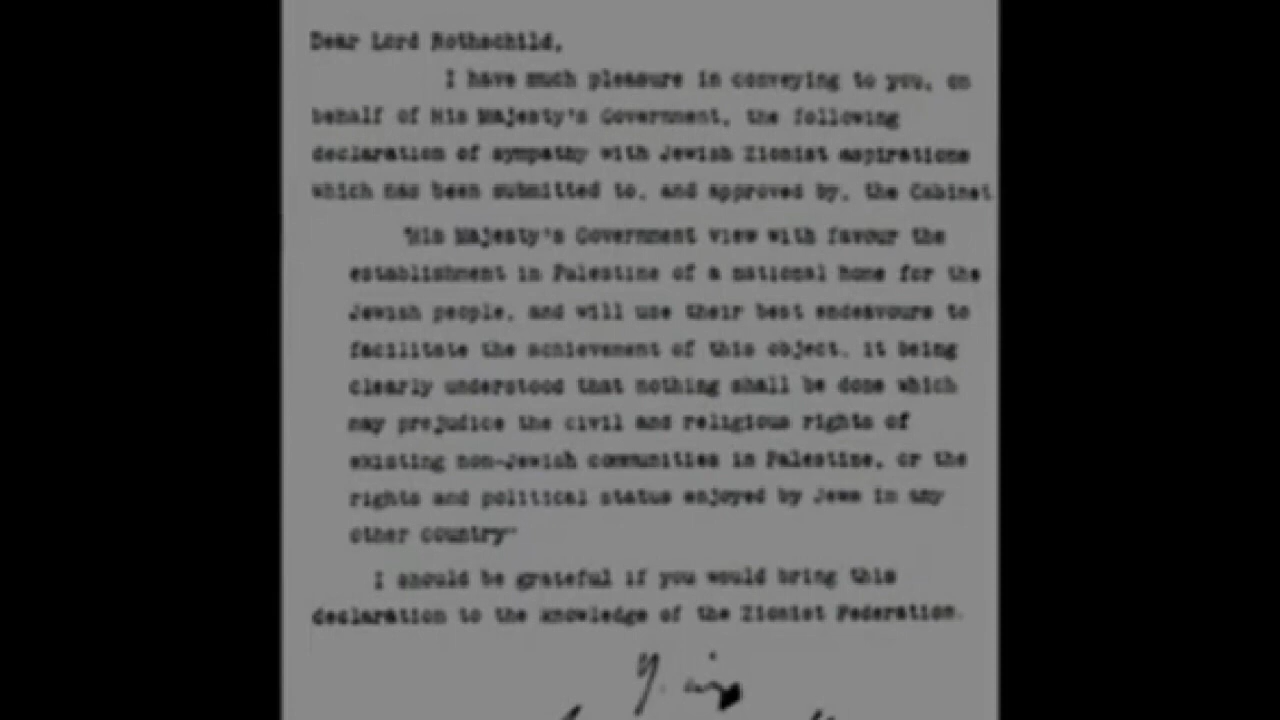 Dear Lord Rothschild,
I have much pleasure in conveying to you, on
behalf of His Majesty's Government, the following
declaration of sympathy with Jewish Zionist aspirations
which has been submitted to, and approved by, the Cabinet
"His Majesty's Government view with favour the
establishment in Palestine of a national home for the
Jewish people, and will use their best endeavours to
facilitate the achievement of this object, it being
clearly understood that nothing shall be done which
may prejudice the civil and religious rights of
existing non-Jewish communities in Palestine, or the
rights and political status enjoyed by Jews in any
other country"
I should be grateful if you would bring this
declaration to the knowledge of the Zionist Federation.